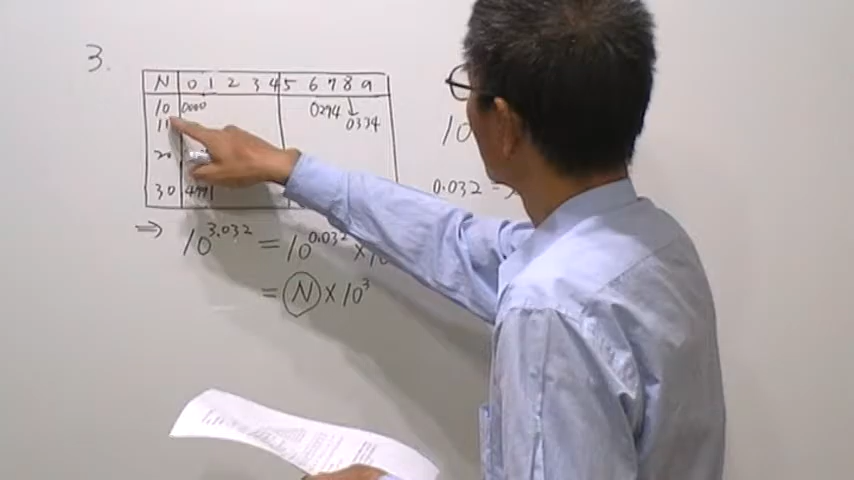 3.
N 0 1 2 3 4 5 6 7 8 9
10 0000 0294
11 0334
20
30 4771
10
0.032 =
⇒ 10^3.032 = 10^0.032 × 10
= N × 10^3